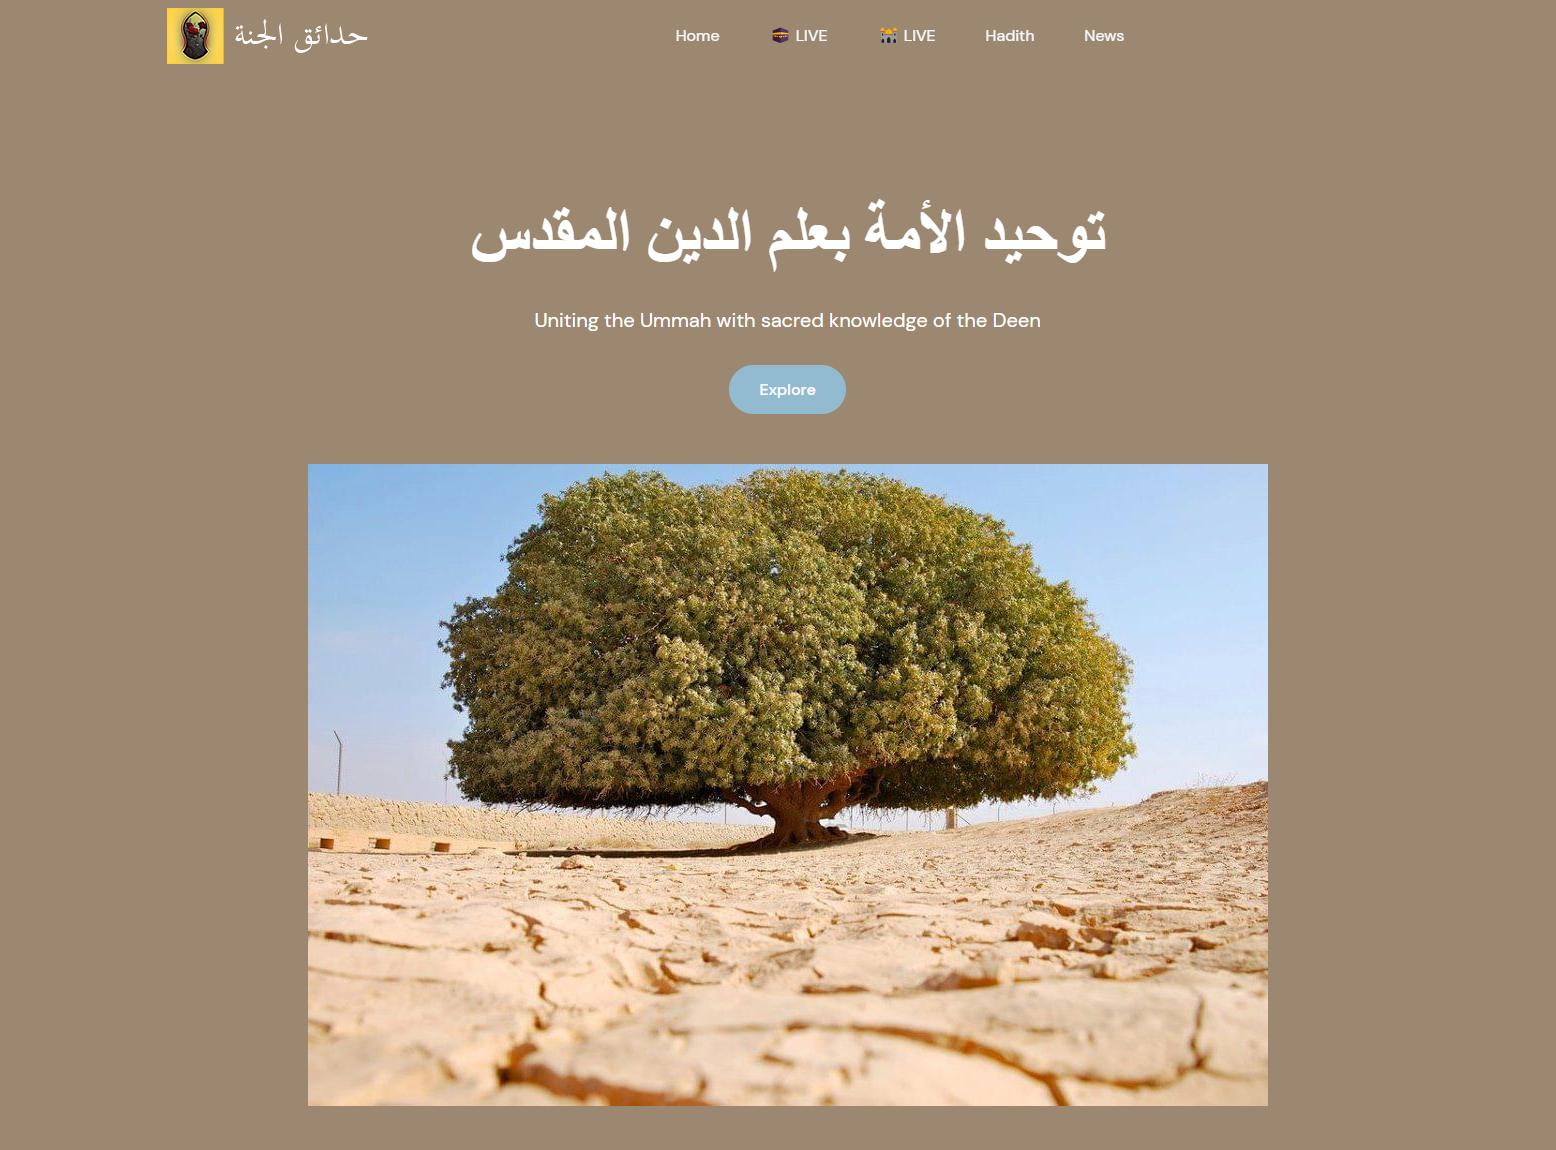 حدائق الجنة
Home
🕋 LIVE
🕌 LIVE
Hadith
News
توحيد الأمة بعلم الدين المقدس
Uniting the Ummah with sacred knowledge of the Deen
Explore